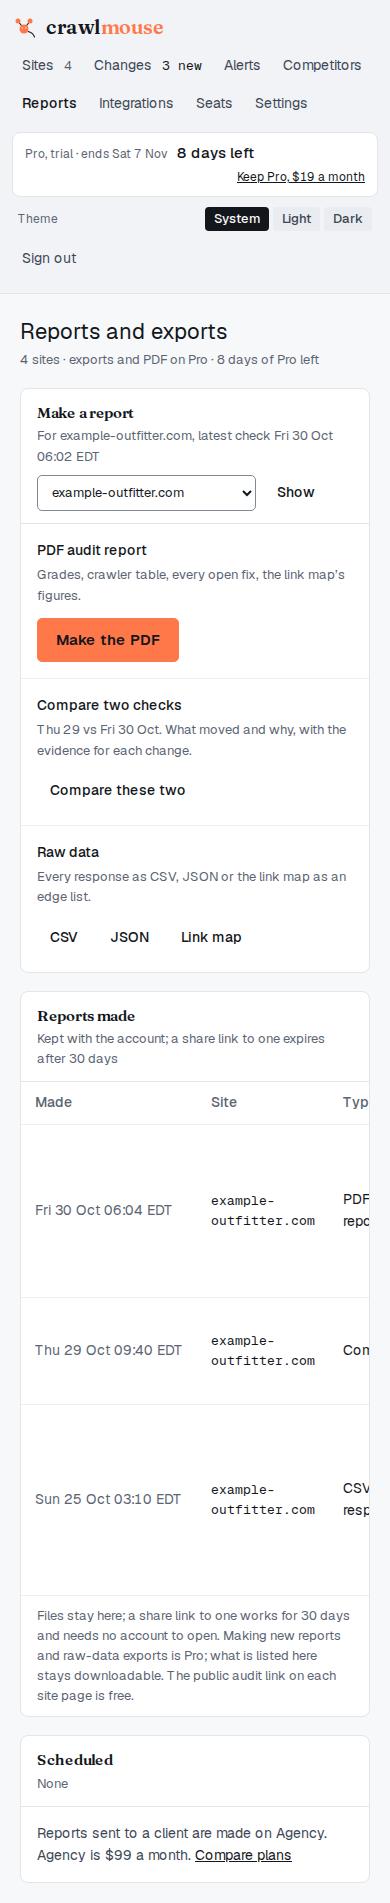 crawlmouse
Sites 4 Changes 3 new Alerts Competitors
Reports Integrations Seats Settings
Pro, trial · ends Sat 7 Nov 8 days left
Keep Pro, $19 a month
Theme System Light Dark
Sign out
Reports and exports
4 sites · exports and PDF on Pro · 8 days of Pro left
Make a report
For example-outfitter.com, latest check Fri 30 Oct
06:02 EDT
example-outfitter.com Show
PDF audit report
Grades, crawler table, every open fix, the link map's
figures.
Make the PDF
Compare two checks
Thu 29 vs Fri 30 Oct. What moved and why, with the
evidence for each change.
Compare these two
Raw data
Every response as CSV, JSON or the link map as an
edge list.
CSV JSON Link map
Reports made
Kept with the account; a share link to one expires
after 30 days
Made Site Typ
Fri 30 Oct 06:04 EDT example-outfitter.com PDF repo
Thu 29 Oct 09:40 EDT example-outfitter.com Com
Sun 25 Oct 03:10 EDT example-outfitter.com CSV resp
Files stay here; a share link to one works for 30 days
and needs no account to open. Making new reports
and raw-data exports is Pro; what is listed here
stays downloadable. The public audit link on each
site page is free.
Scheduled
None
Reports sent to a client are made on Agency.
Agency is $99 a month. Compare plans